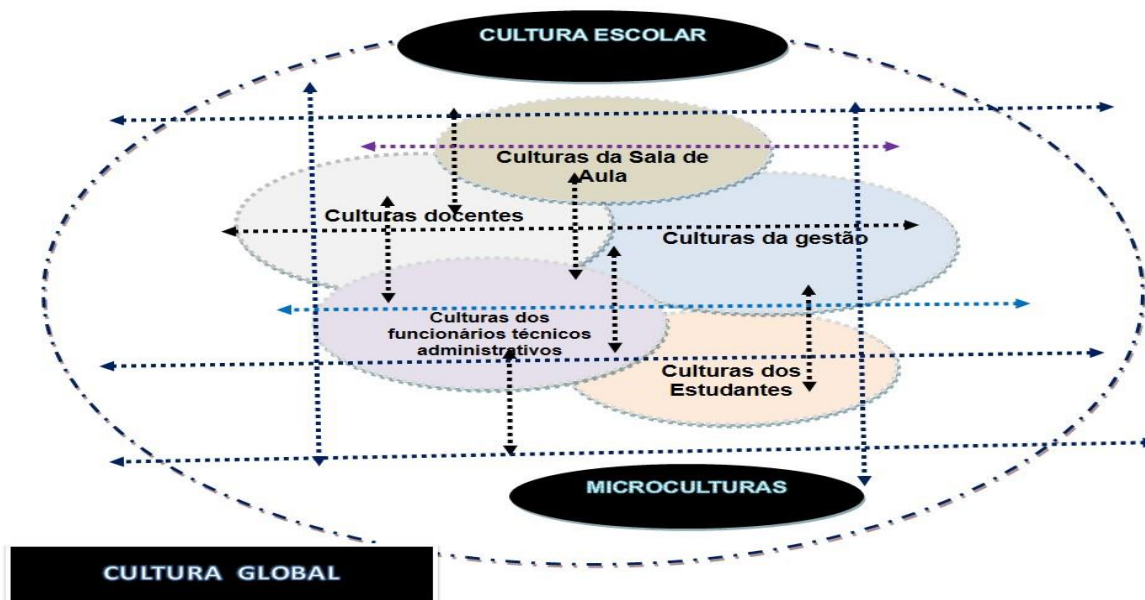 CULTURA ESCOLAR
Culturas da Sala de
Aula
Culturas docentes
Culturas da gestão
Culturas dos
funcionários técnicos
administrativos
Culturas dos
Estudantes
MICROCULTURAS
CULTURA GLOBAL